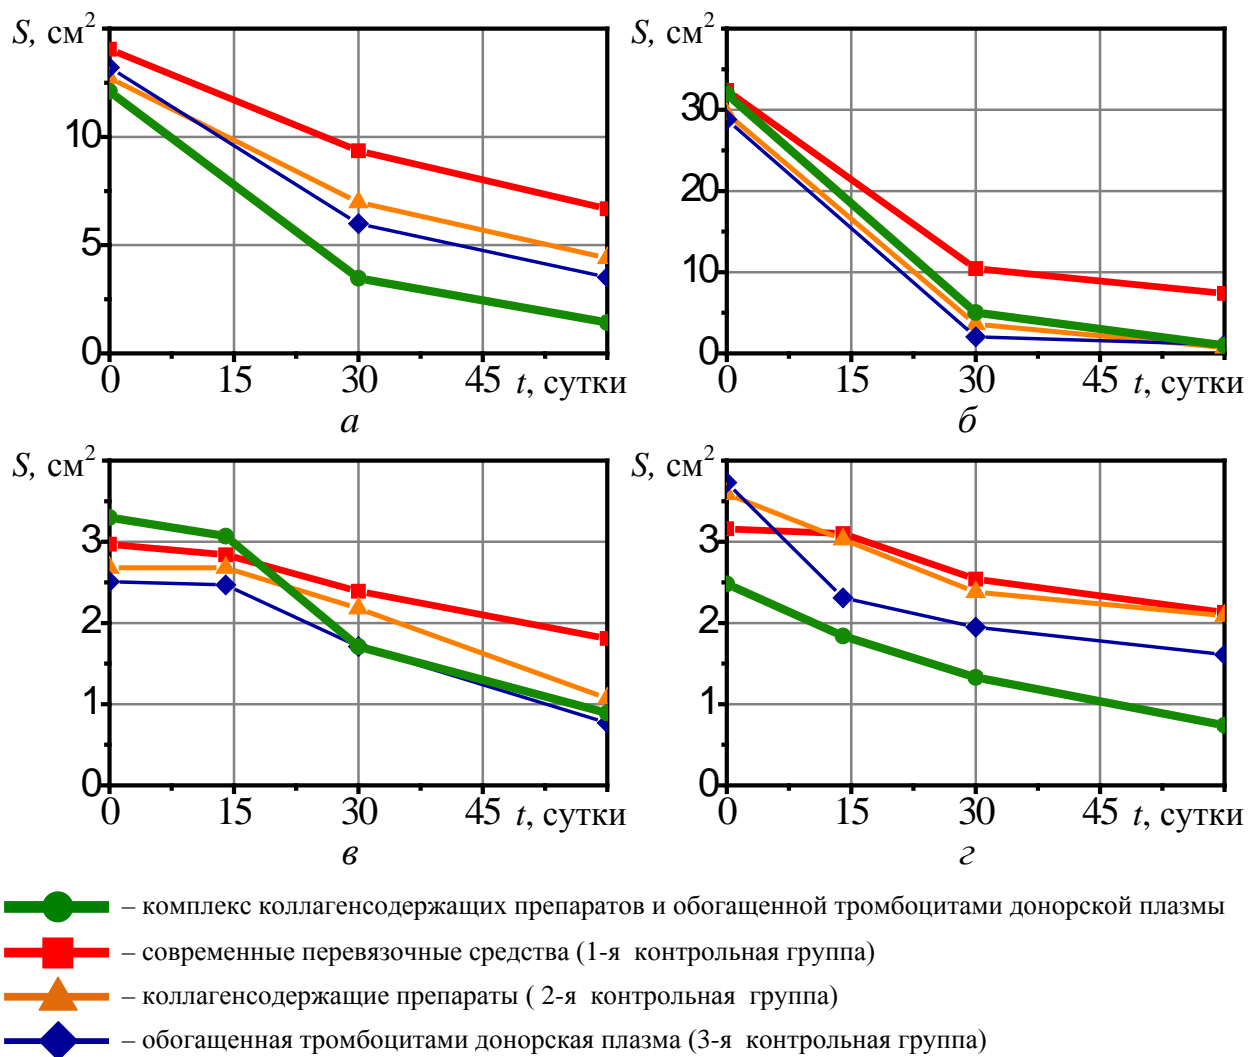 S, см²
10
5
0
0 15 30 45 t, сутки
а
S, см²
30
20
10
0
0 15 30 45 t, сутки
б
S, см²
3
2
1
0
0 15 30 45 t, сутки
в
S, см²
3
2
1
0
0 15 30 45 t, сутки
г
– комплекс коллагенсодержащих препаратов и обогащенной тромбоцитами донорской плазмы
– современные перевязочные средства (1-я контрольная группа)
– коллагенсодержащие препараты ( 2-я контрольная группа)
– обогащенная тромбоцитами донорская плазма (3-я контрольная группа)